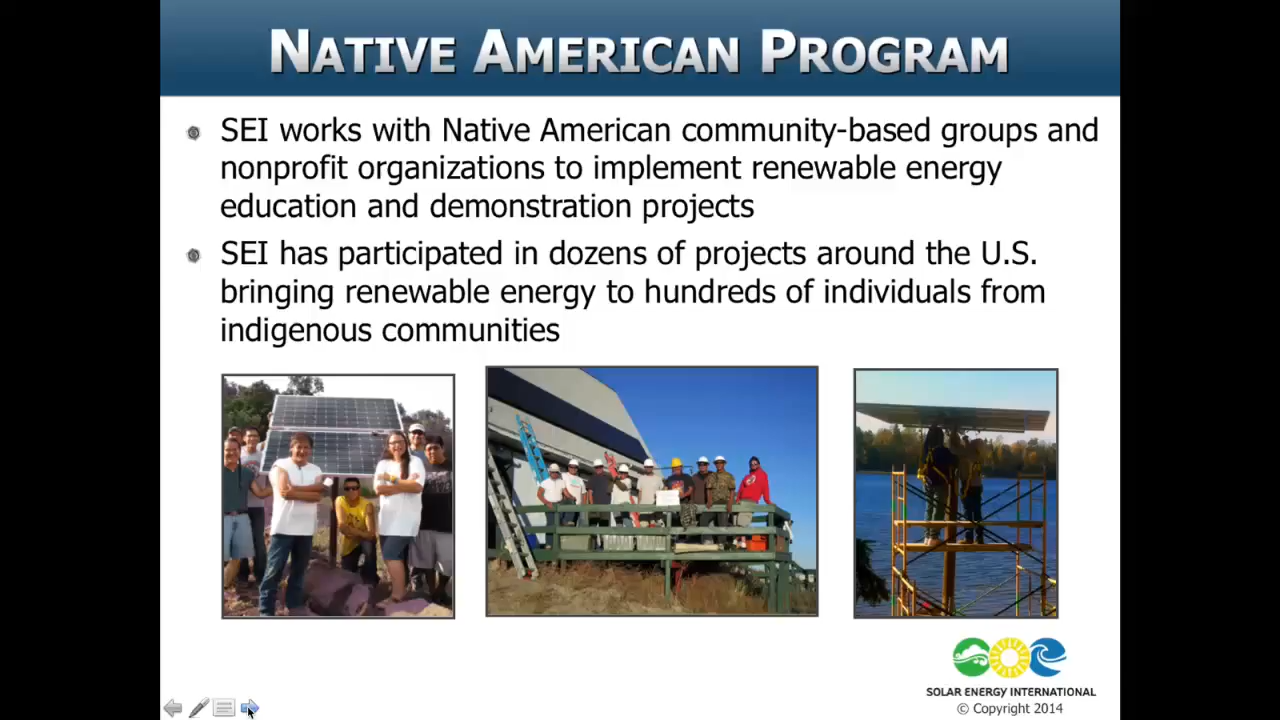 NATIVE AMERICAN PROGRAM
SEI works with Native American community-based groups and
nonprofit organizations to implement renewable energy
education and demonstration projects
SEI has participated in dozens of projects around the U.S.
bringing renewable energy to hundreds of individuals from
indigenous communities
SOLAR ENERGY INTERNATIONAL
© Copyright 2014